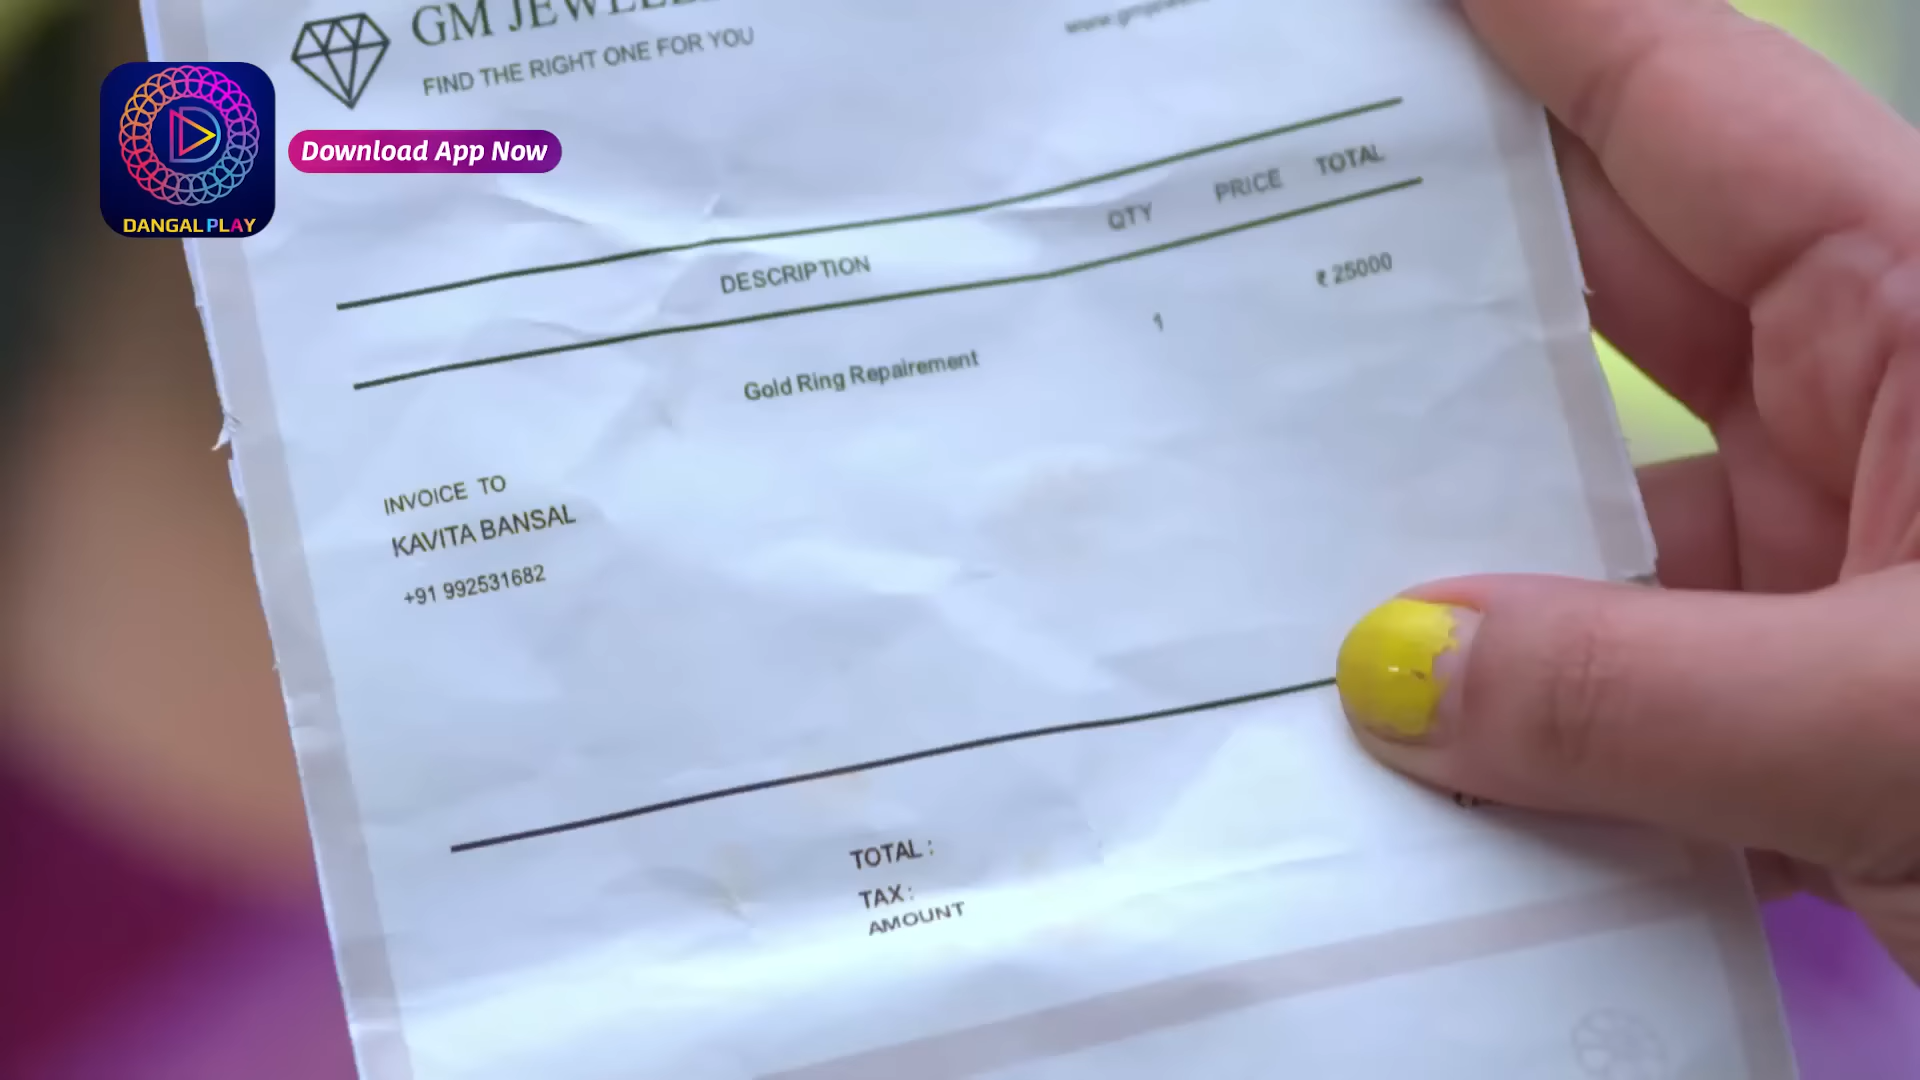 GM JEWELL
FIND THE RIGHT ONE FOR YOU
DANGAL PLAY
Download App Now
DESCRIPTION QTY PRICE TOTAL
Gold Ring Repairement 1 ₹ 25000
INVOICE TO
KAVITA BANSAL
+91 992531682
TOTAL :
TAX :
AMOUNT